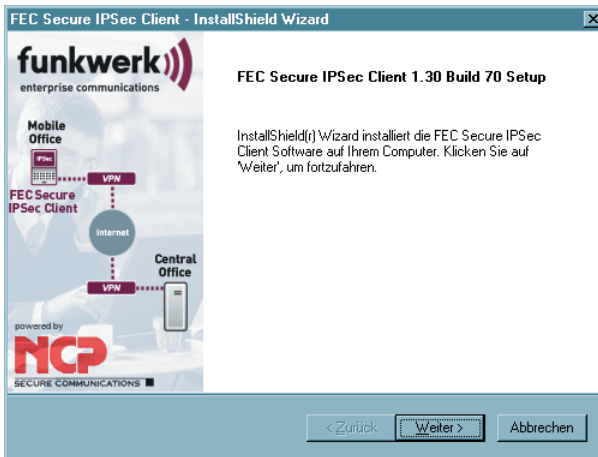 FEC Secure IPSec Client - InstallShield Wizard
funkwerk
enterprise communications
Mobile
Office
IPSec
VPN
FEC Secure
IPSec Client
Internet
Central
Office
VPN
powered by
NCP
SECURE COMMUNICATIONS
FEC Secure IPSec Client 1.30 Build 70 Setup
InstallShield(r) Wizard installiert die FEC Secure IPSec
Client Software auf Ihrem Computer. Klicken Sie auf
'Weiter', um fortzufahren.
< Zurück
Weiter >
Abbrechen